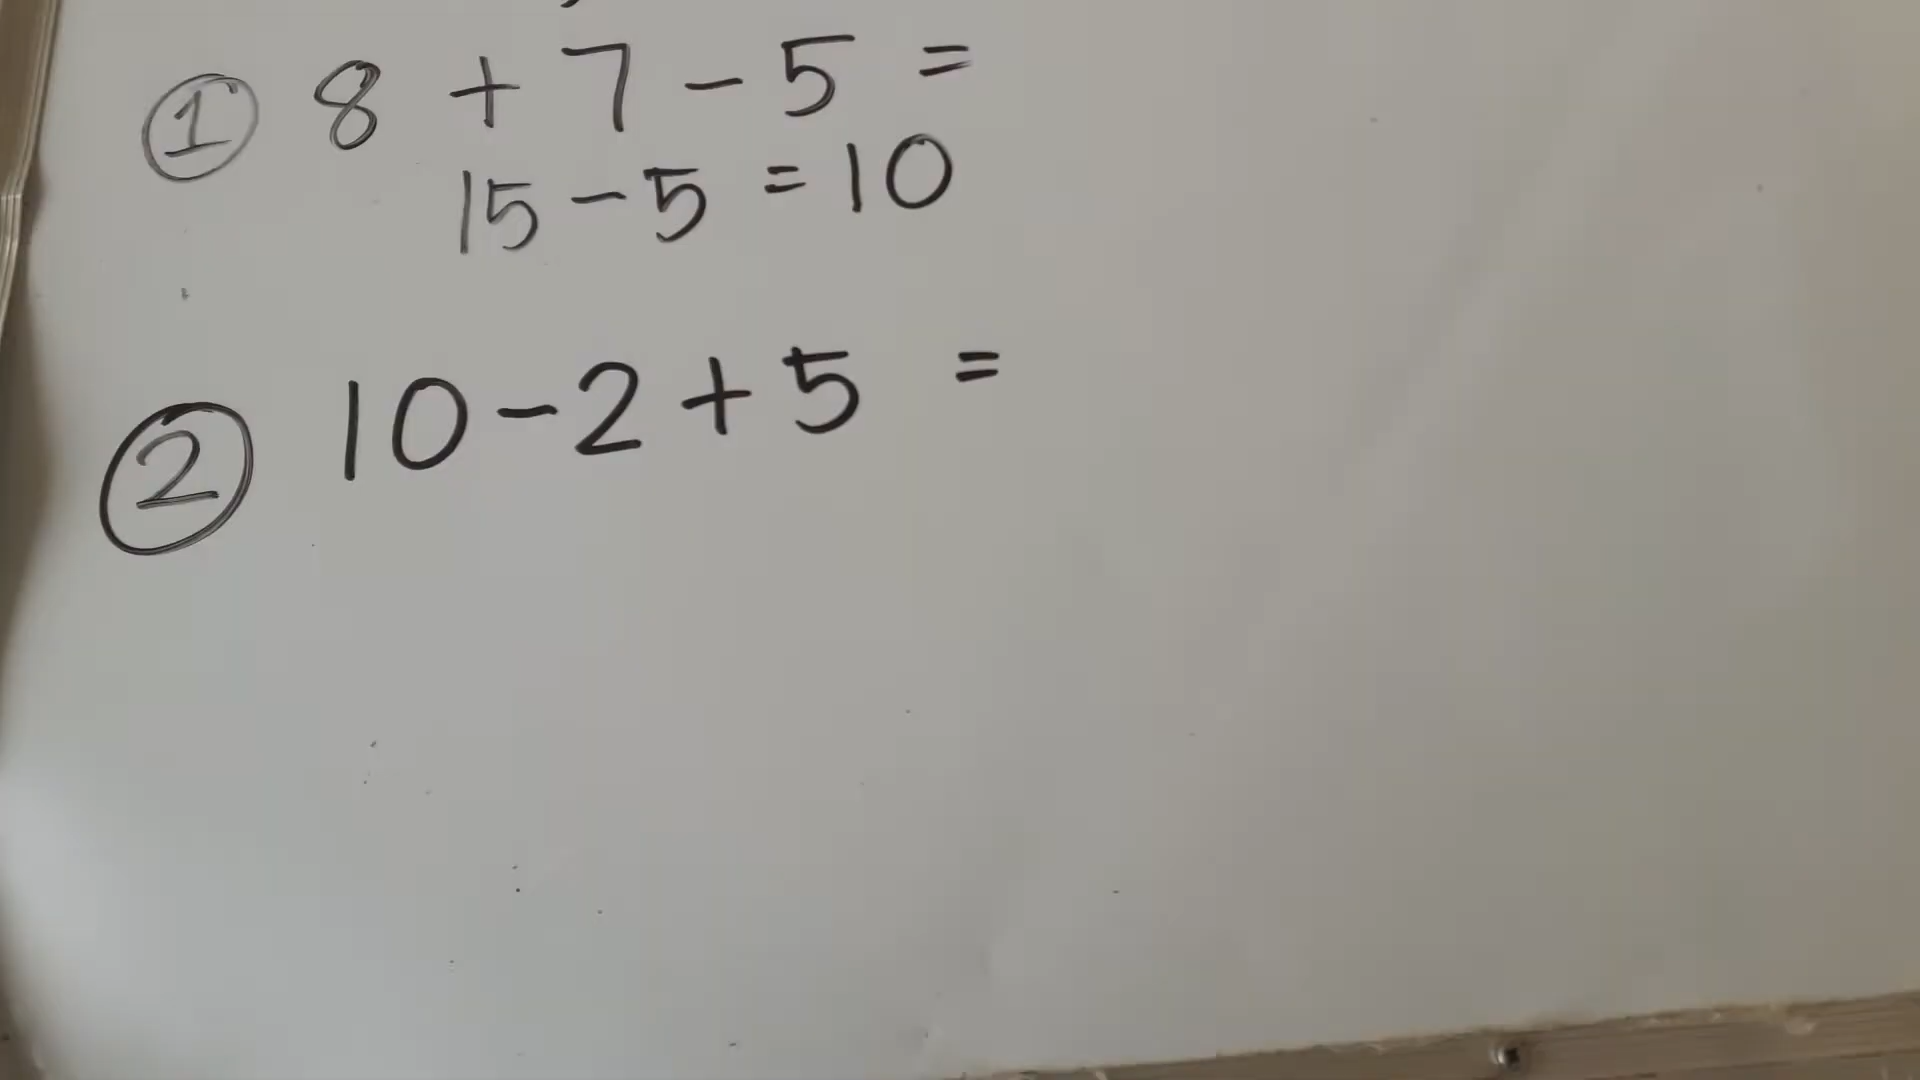 ① 8 + 7 - 5 =
15 - 5 = 10
② 10 - 2 + 5 =